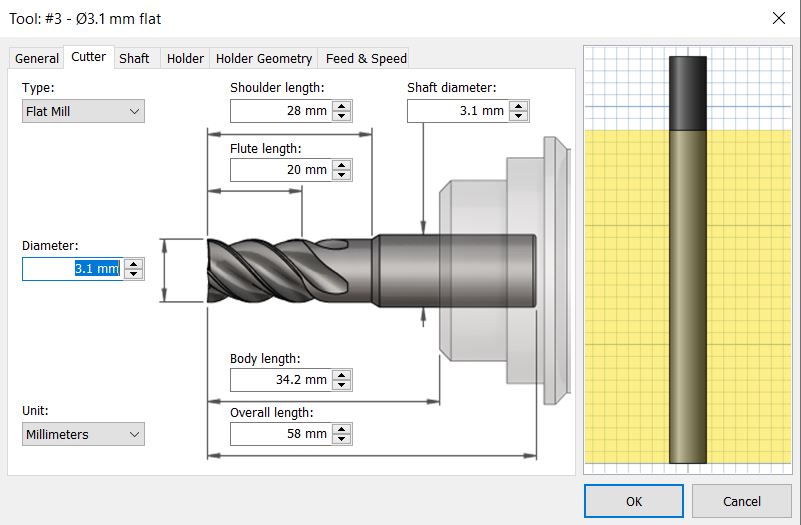 Tool: #3 - Ø3.1 mm flat
General Cutter Shaft Holder Holder Geometry Feed & Speed
Type:
Flat Mill
Shoulder length:
28 mm
Shaft diameter:
3.1 mm
Flute length:
20 mm
Diameter:
3.1 mm
Body length:
34.2 mm
Unit:
Millimeters
Overall length:
58 mm
OK Cancel